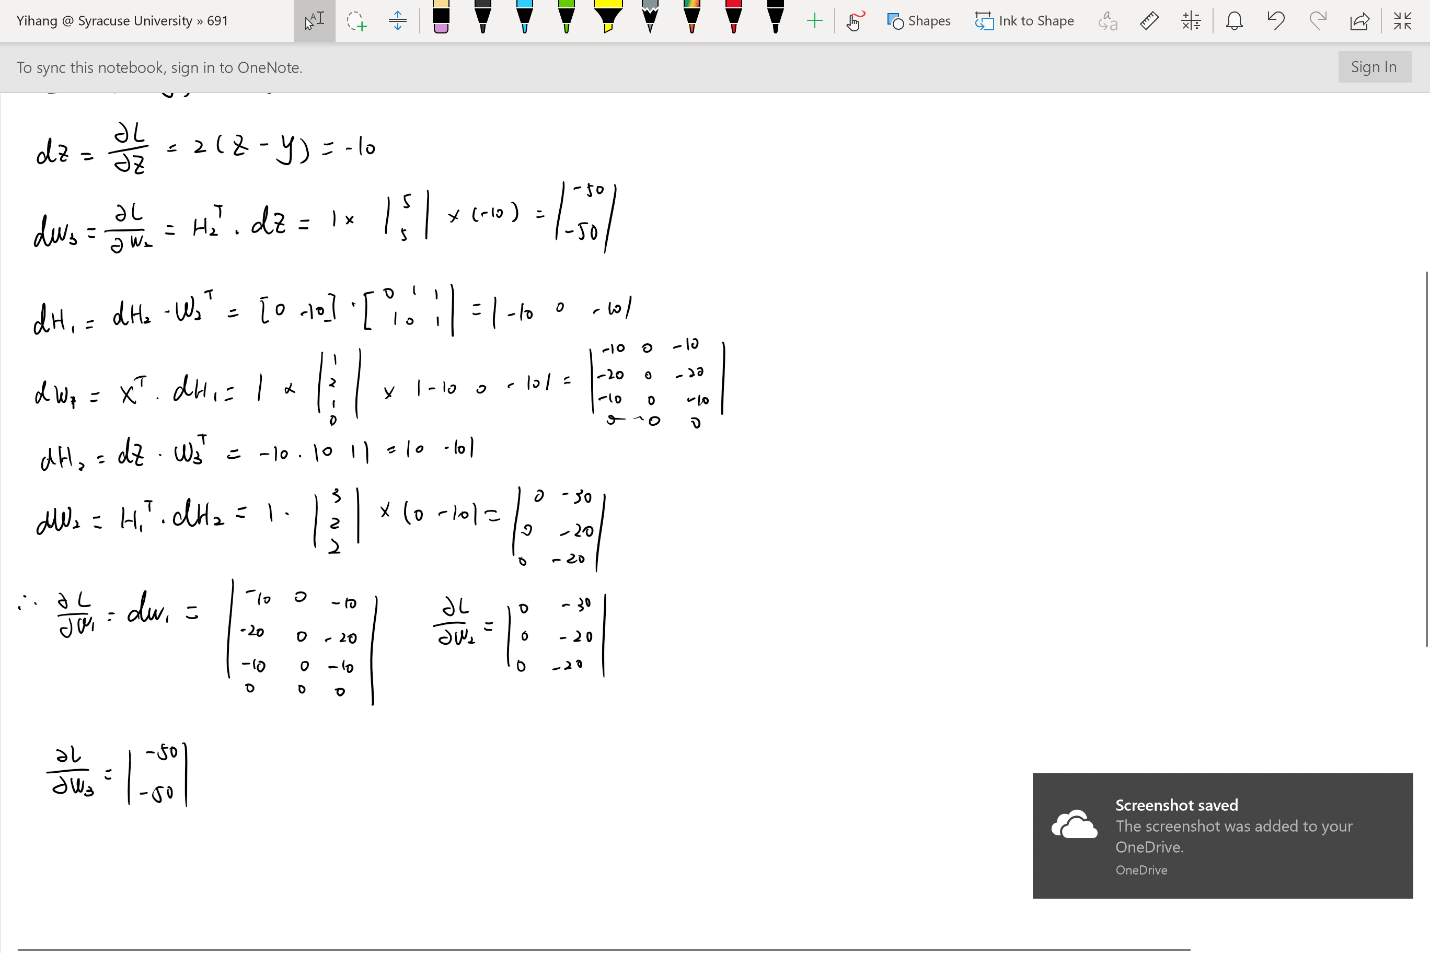 Yihang @ Syracuse University » 691
Shapes
Ink to Shape
To sync this notebook, sign in to OneNote.
Sign In
dz = ∂L/∂z = 2(z - y) = -10
dw₃ = ∂L/∂w₂ = H₂ᵀ . dz = 1 × |5 5| × (-10) = |-50 -50|
dH₁ = dH₂ · W₂ᵀ = [0 -10] · [0 1 1 1 0 1| = |-10 0 -10|
dw₁ = xᵀ . dH₁ = 1 × |1 2 1 0| × |-10 0 -10| = |-10 0 -10 -20 0 -20 -10 0 -10 0 0 0|
dH₂ = dz . W₃ᵀ = -10 . |0 1| = |0 -10|
dW₂ = H₁ᵀ . dH₂ = 1 . |3 2 2| × (0 -10| = |0 -30 0 -20 0 -20|
∴ ∂L/∂W₁ = dw₁ = |-10 0 -10 -20 0 -20 -10 0 -10 0 0 0| ∂L/∂W₂ = |0 -30 0 -20 0 -20|
∂L/∂W₃ = |-50 -50|
Screenshot saved
The screenshot was added to your
OneDrive.
OneDrive